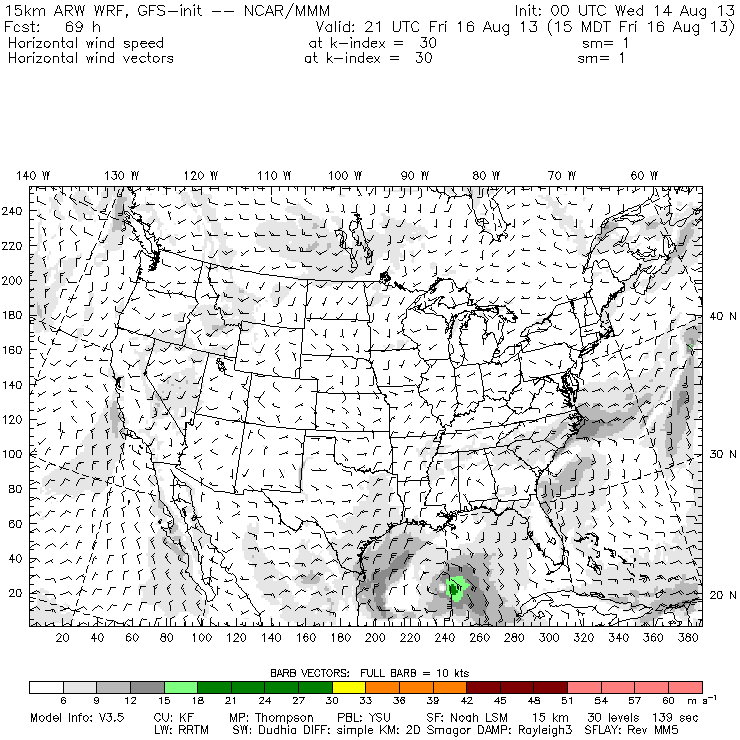 15km ARW WRF, GFS-init -- NCAR/MMM Init: 00 UTC Wed 14 Aug 13
Fcst: 69 h Valid: 21 UTC Fri 16 Aug 13 (15 MDT Fri 16 Aug 13)
Horizontal wind speed at k-index = 30 sm= 1
Horizontal wind vectors at k-index = 30 sm= 1
140 W 130 W 120 W 110 W 100 W 90 W 80 W 70 W 60 W
240
220
200
180 40 N
160
140
120
100 30 N
80
60
40
20 20 N
20 40 60 80 100 120 140 160 180 200 220 240 260 280 300 320 340 360 380
BARB VECTORS: FULL BARB = 10 kts
6 9 12 15 18 21 24 27 30 33 36 39 42 45 48 51 54 57 60 m s⁻¹
Model Info: V3.5 CU: KF MP: Thompson PBL: YSU SF: Noah LSM 15 km 30 levels 139 sec
LW: RRTM SW: Dudhia DIFF: simple KM: 2D Smagor DAMP: Rayleigh3 SFLAY: Rev MM5